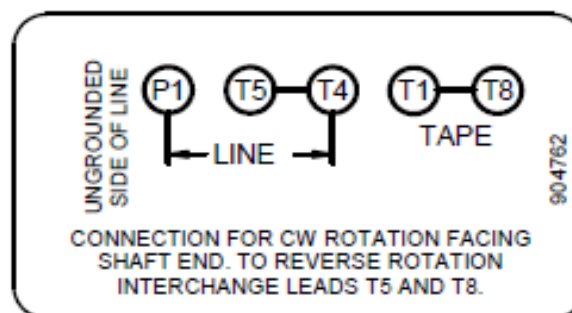 UNGROUNDED
SIDE OF LINE
P1 T5 T4 T1 T8
LINE
TAPE
904762
CONNECTION FOR CW ROTATION FACING
SHAFT END. TO REVERSE ROTATION
INTERCHANGE LEADS T5 AND T8.